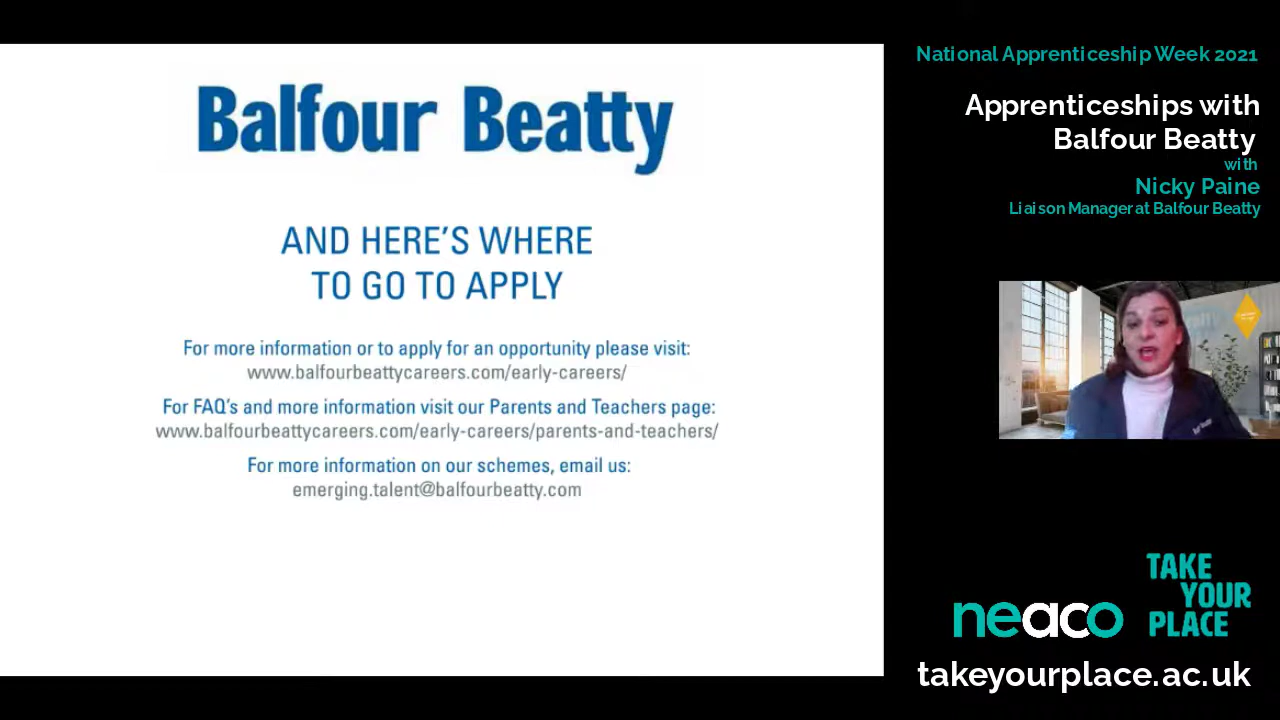 Balfour Beatty
AND HERE'S WHERE
TO GO TO APPLY
For more information or to apply for an opportunity please visit:
www.balfourbeattycareers.com/early-careers/
For FAQ's and more information visit our Parents and Teachers page:
www.balfourbeattycareers.com/early-careers/parents-and-teachers/
For more information on our schemes, email us:
emerging.talent@balfourbeatty.com
National Apprenticeship Week 2021
Apprenticeships with
Balfour Beatty
with
Nicky Paine
Liaison Manager at Balfour Beatty
neaco
TAKE
YOUR
PLACE
takeyourplace.ac.uk